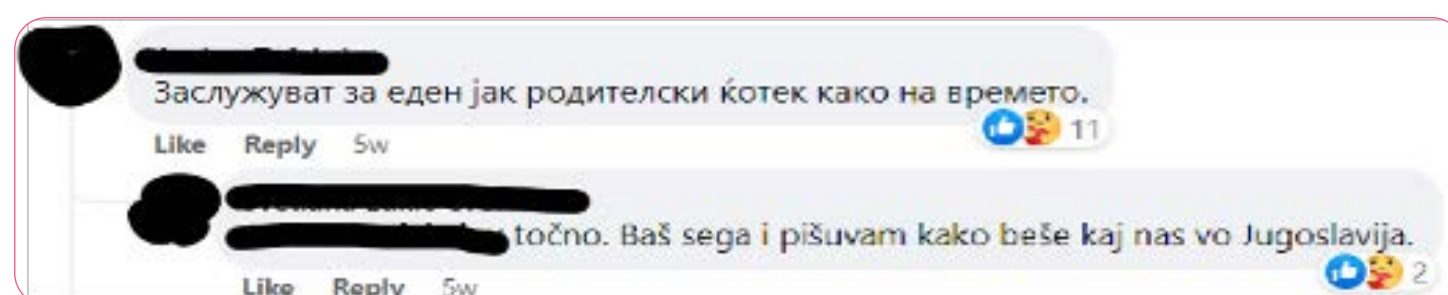 Заслужуват за еден јак родителски ќотек како на времето.
11
Like Reply 5w
točno. Baš sega i pišuvam kako beše kaj nas vo Jugoslavija.
2
Like Reply 5w